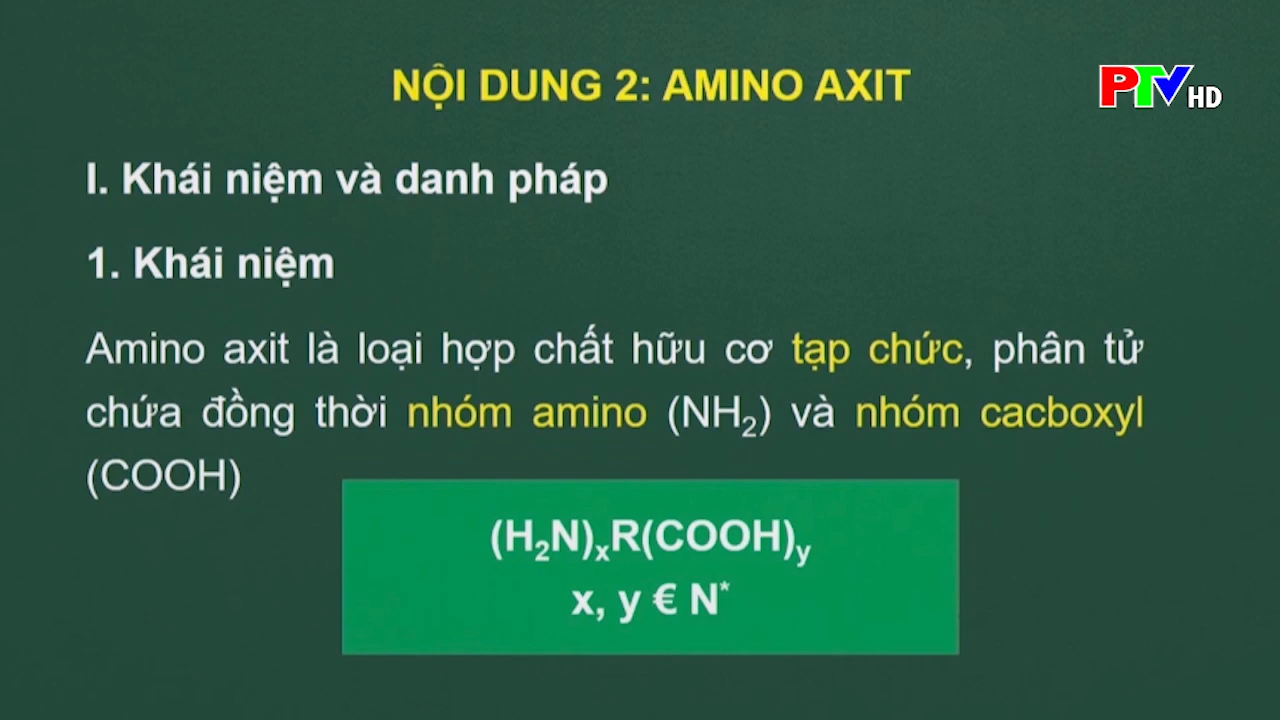 NỘI DUNG 2: AMINO AXIT
PTV HD
I. Khái niệm và danh pháp
1. Khái niệm
Amino axit là loại hợp chất hữu cơ tạp chức, phân tử
chứa đồng thời nhóm amino (NH₂) và nhóm cacboxyl
(COOH)
(H₂N)ₓR(COOH)y
x, y € N*